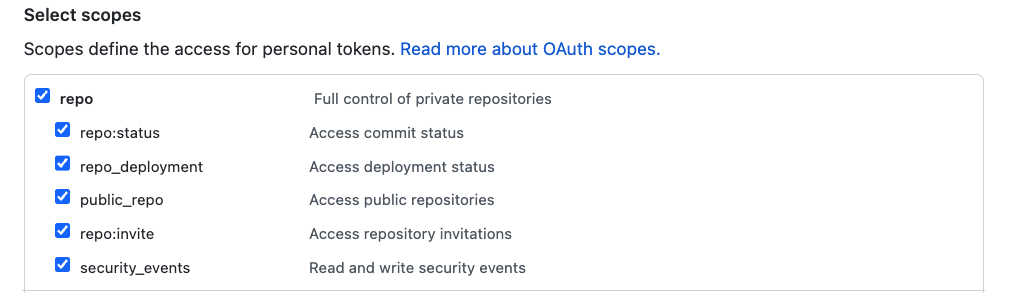 Select scopes
Scopes define the access for personal tokens. Read more about OAuth scopes.
repo Full control of private repositories
repo:status Access commit status
repo_deployment Access deployment status
public_repo Access public repositories
repo:invite Access repository invitations
security_events Read and write security events